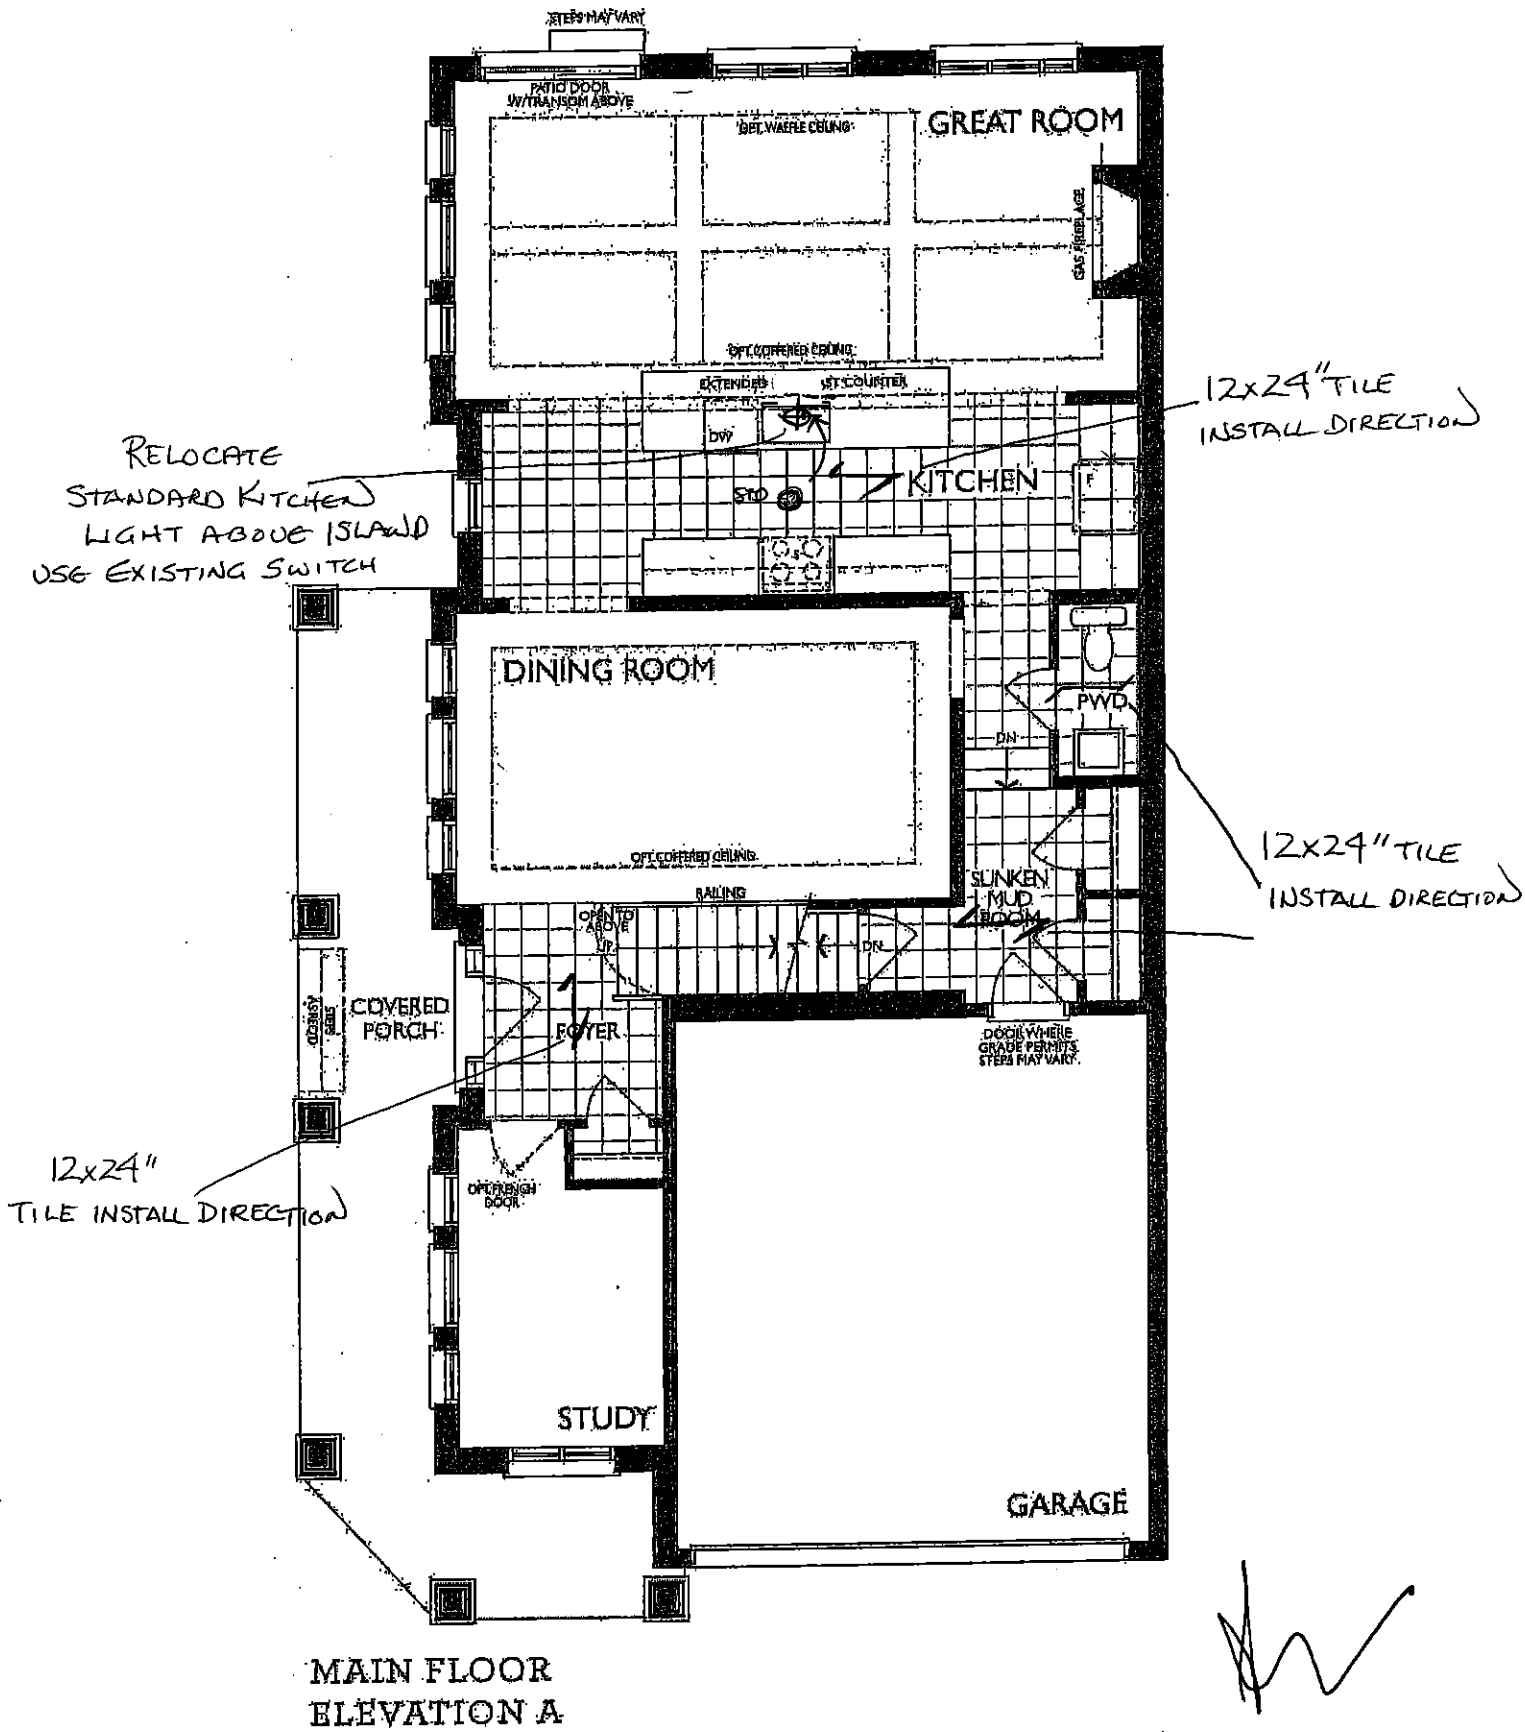 STEPS MAY VARY
PATIO DOOR
W/TRANSOM ABOVE
OPT. WAFFLE CEILING
GREAT ROOM
GAS FIREPLACE
OPT. COFFERED CEILING
EXTENDED
COUNTER
DW
12x24" TILE
INSTALL DIRECTION
RELOCATE
STANDARD KITCHEN
LIGHT ABOVE ISLAND
USE EXISTING SWITCH
STD
KITCHEN
F
S
DINING ROOM
PWD.
DN
OPT. COFFERED CEILING
12x24" TILE
INSTALL DIRECTION
RAILING
OPEN TO
ABOVE
UP
DN
SUNKEN
MUD
ROOM
COVERED
PORCH
STEPS
AS REQ'D
FOYER
DOOR WHERE
GRADE PERMITS
STEPS MAY VARY.
12x24"
TILE INSTALL DIRECTION
OPT. FRENCH
DOOR
STUDY
GARAGE
MAIN FLOOR
ELEVATION A